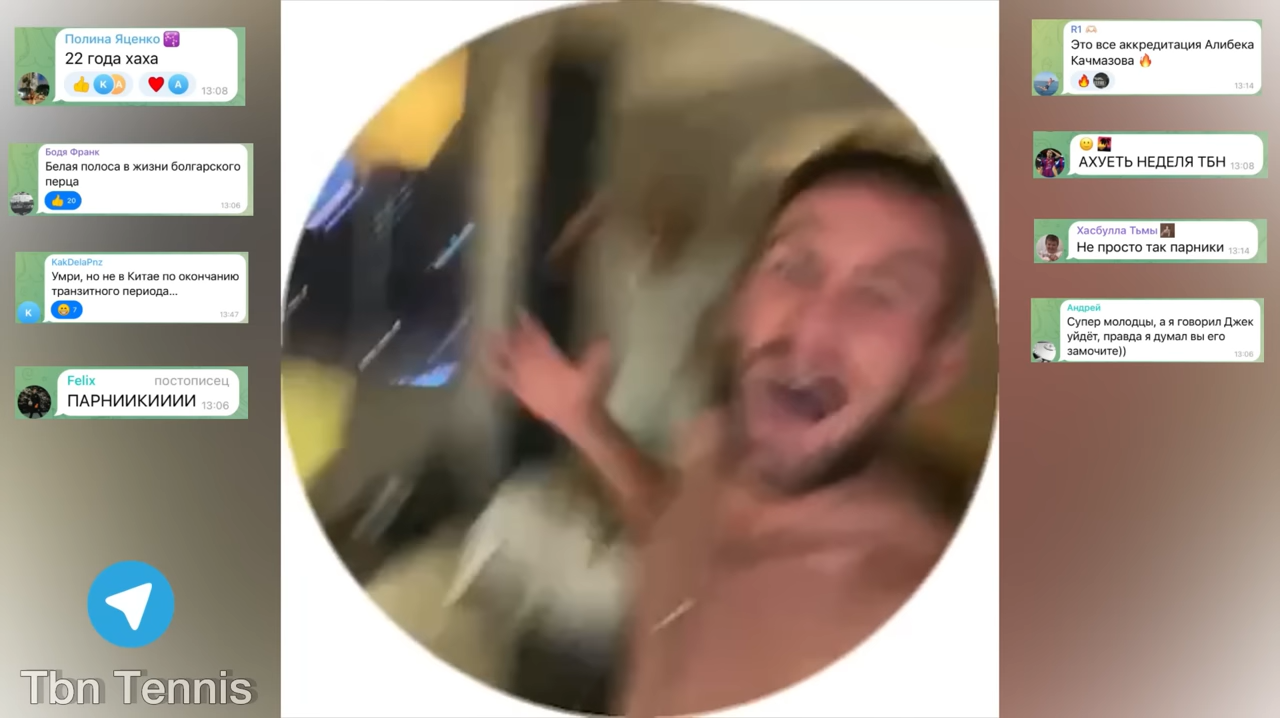 Полина Яценко
22 года хаха
К А
А
13:08
Бодя Франк
Белая полоса в жизни болгарского
перца
20
13:06
KakDelaPnz
Умри, но не в Китае по окончанию
транзитного периода...
7
13:47
K
Felix постописец
ПАРНИИКИИИИ 13:06
Tbn Tennis
R1
Это все аккредитация Алибека
Качмазова
13:14
АХУЕТЬ НЕДЕЛЯ ТБН 13:08
Хасбулла Тьмы
Не просто так парники 13:14
Андрей
Супер молодцы, а я говорил Джек
уйдёт, правда я думал вы его
замочите))
13:06